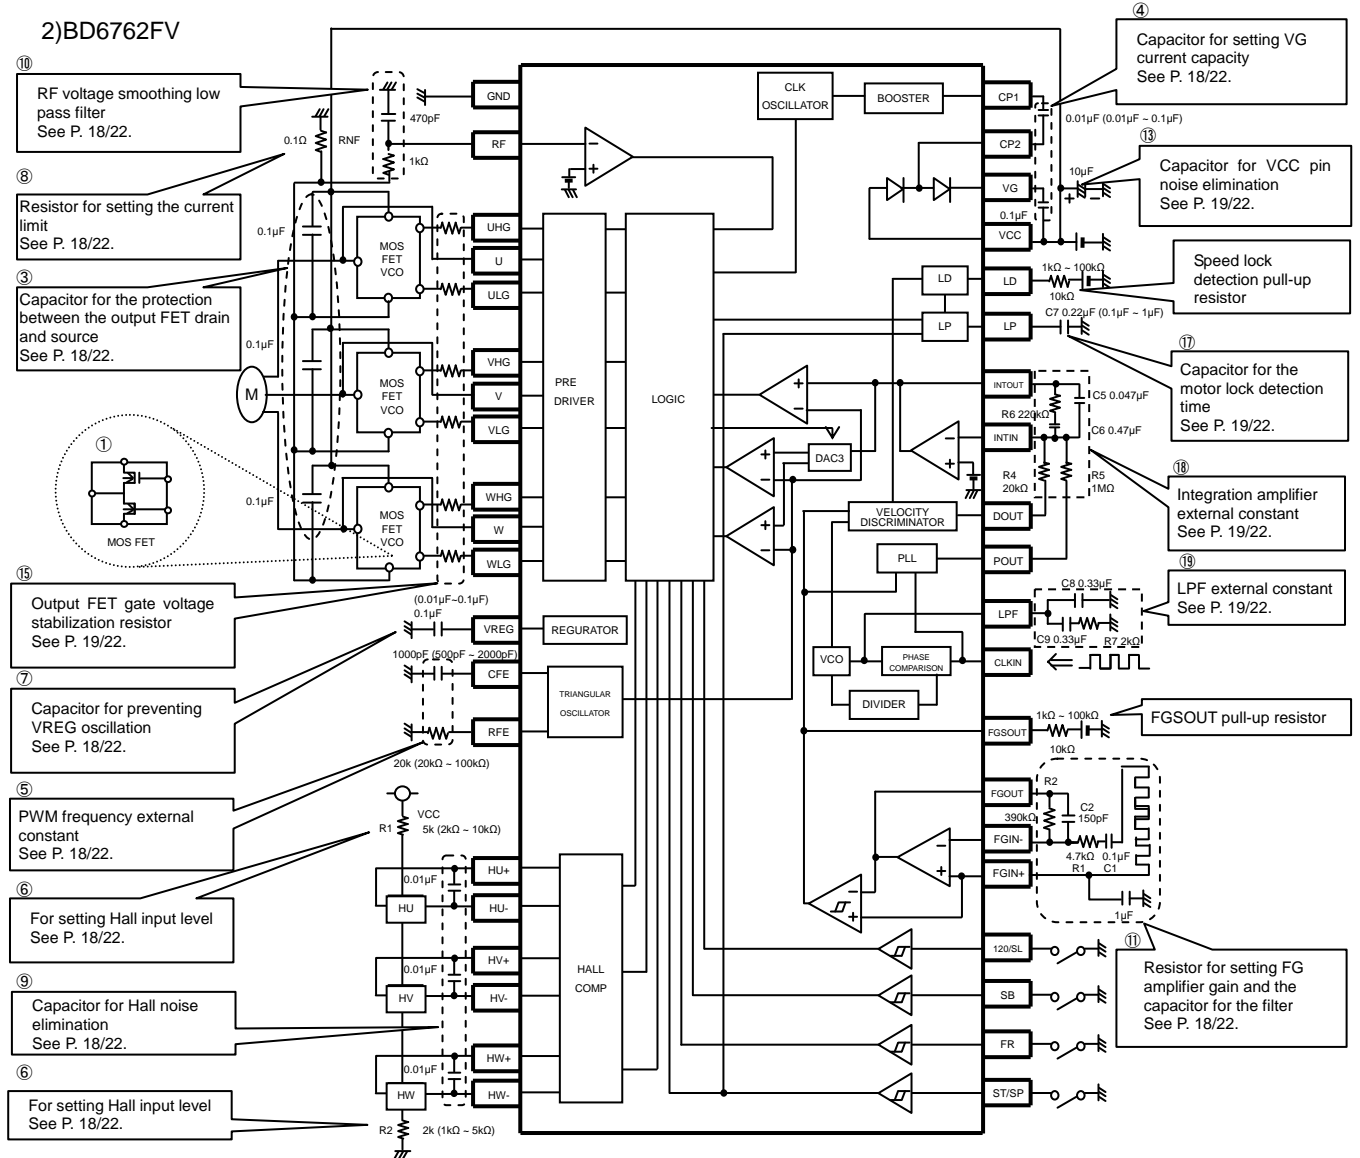 2)BD6762FV
⑩
RF voltage smoothing low
pass filter
See P. 18/22.
⑧
Resistor for setting the current
limit
See P. 18/22.
③
Capacitor for the protection
between the output FET drain
and source
See P. 18/22.
①
MOS FET
⑮
Output FET gate voltage
stabilization resistor
See P. 19/22.
⑦
Capacitor for preventing
VREG oscillation
See P. 18/22.
⑤
PWM frequency external
constant
See P. 18/22.
⑥
For setting Hall input level
See P. 18/22.
⑨
Capacitor for Hall noise
elimination
See P. 18/22.
⑥
For setting Hall input level
See P. 18/22.
470pF
0.1Ω
RNF
1kΩ
0.1µF
MOS
FET
VCO
0.1µF
MOS
FET
VCO
M
0.1µF
MOS
FET
VCO
(0.01µF~0.1µF)
0.1µF
1000pF (500pF ~ 2000pF)
20k (20kΩ ~ 100kΩ)
VCC
R1
5k (2kΩ ~ 10kΩ)
0.01µF
HU
0.01µF
HV
0.01µF
HW
R2
2k (1kΩ ~ 5kΩ)
GND
RF
UHG
U
ULG
VHG
V
VLG
WHG
W
WLG
VREG
CFE
RFE
HU+
HU-
HV+
HV-
HW+
HW-
CLK
OSCILLATOR
BOOSTER
PRE
DRIVER
LOGIC
LD
LP
DAC3
VELOCITY
DISCRIMINATOR
PLL
VCO
PHASE
COMPARISON
DIVIDER
REGURATOR
TRIANGULAR
OSCILLATOR
HALL
COMP
CP1
CP2
VG
VCC
LD
LP
INTOUT
INTIN
DOUT
POUT
LPF
CLKIN
FGSOUT
FGOUT
FGIN-
FGIN+
120/SL
SB
FR
ST/SP
④
Capacitor for setting VG
current capacity
See P. 18/22.
0.01µF (0.01µF ~ 0.1µF)
⑬
Capacitor for VCC pin
noise elimination
See P. 19/22.
10µF
+
−
0.1µF
Speed lock
detection pull-up
resistor
1kΩ ~ 100kΩ
10kΩ
C7 0.22µF (0.1µF ~ 1µF)
⑰
Capacitor for the
motor lock detection
time
See P. 19/22.
C5 0.047µF
R6 220kΩ
C6 0.47µF
R4
20kΩ
R5
1MΩ
⑱
Integration amplifier
external constant
See P. 19/22.
⑲
LPF external constant
See P. 19/22.
C8 0.33µF
C9 0.33µF
R7 2kΩ
1kΩ ~ 100kΩ
10kΩ
FGSOUT pull-up resistor
R2
390kΩ
C2
150pF
4.7kΩ
R1
0.1µF
C1
1µF
⑪
Resistor for setting FG
amplifier gain and the
capacitor for the filter
See P. 18/22.